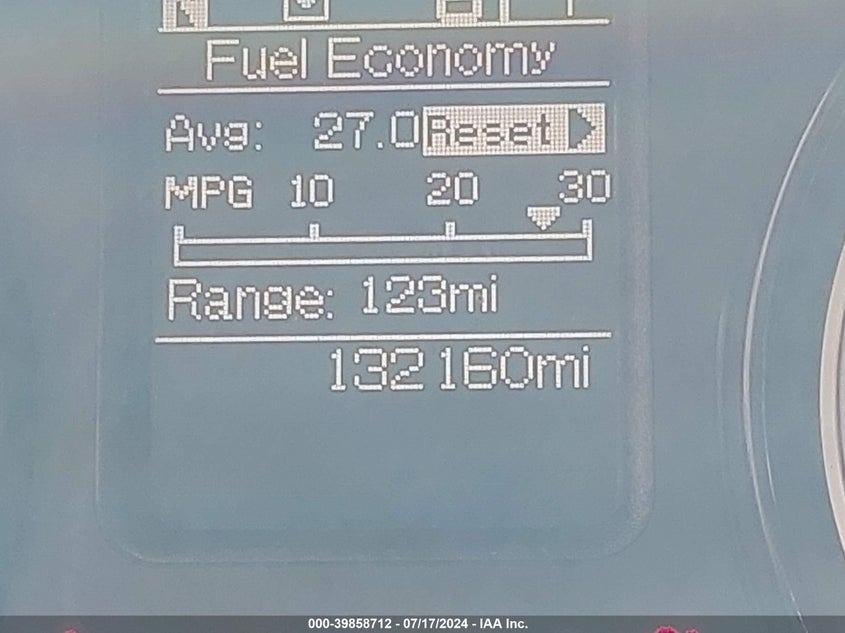 Fuel Economy
Avg: 27.0 Reset
MPG 10 20 30
Range: 123mi
132160mi
000-39858712 - 07/17/2024 - IAA Inc.